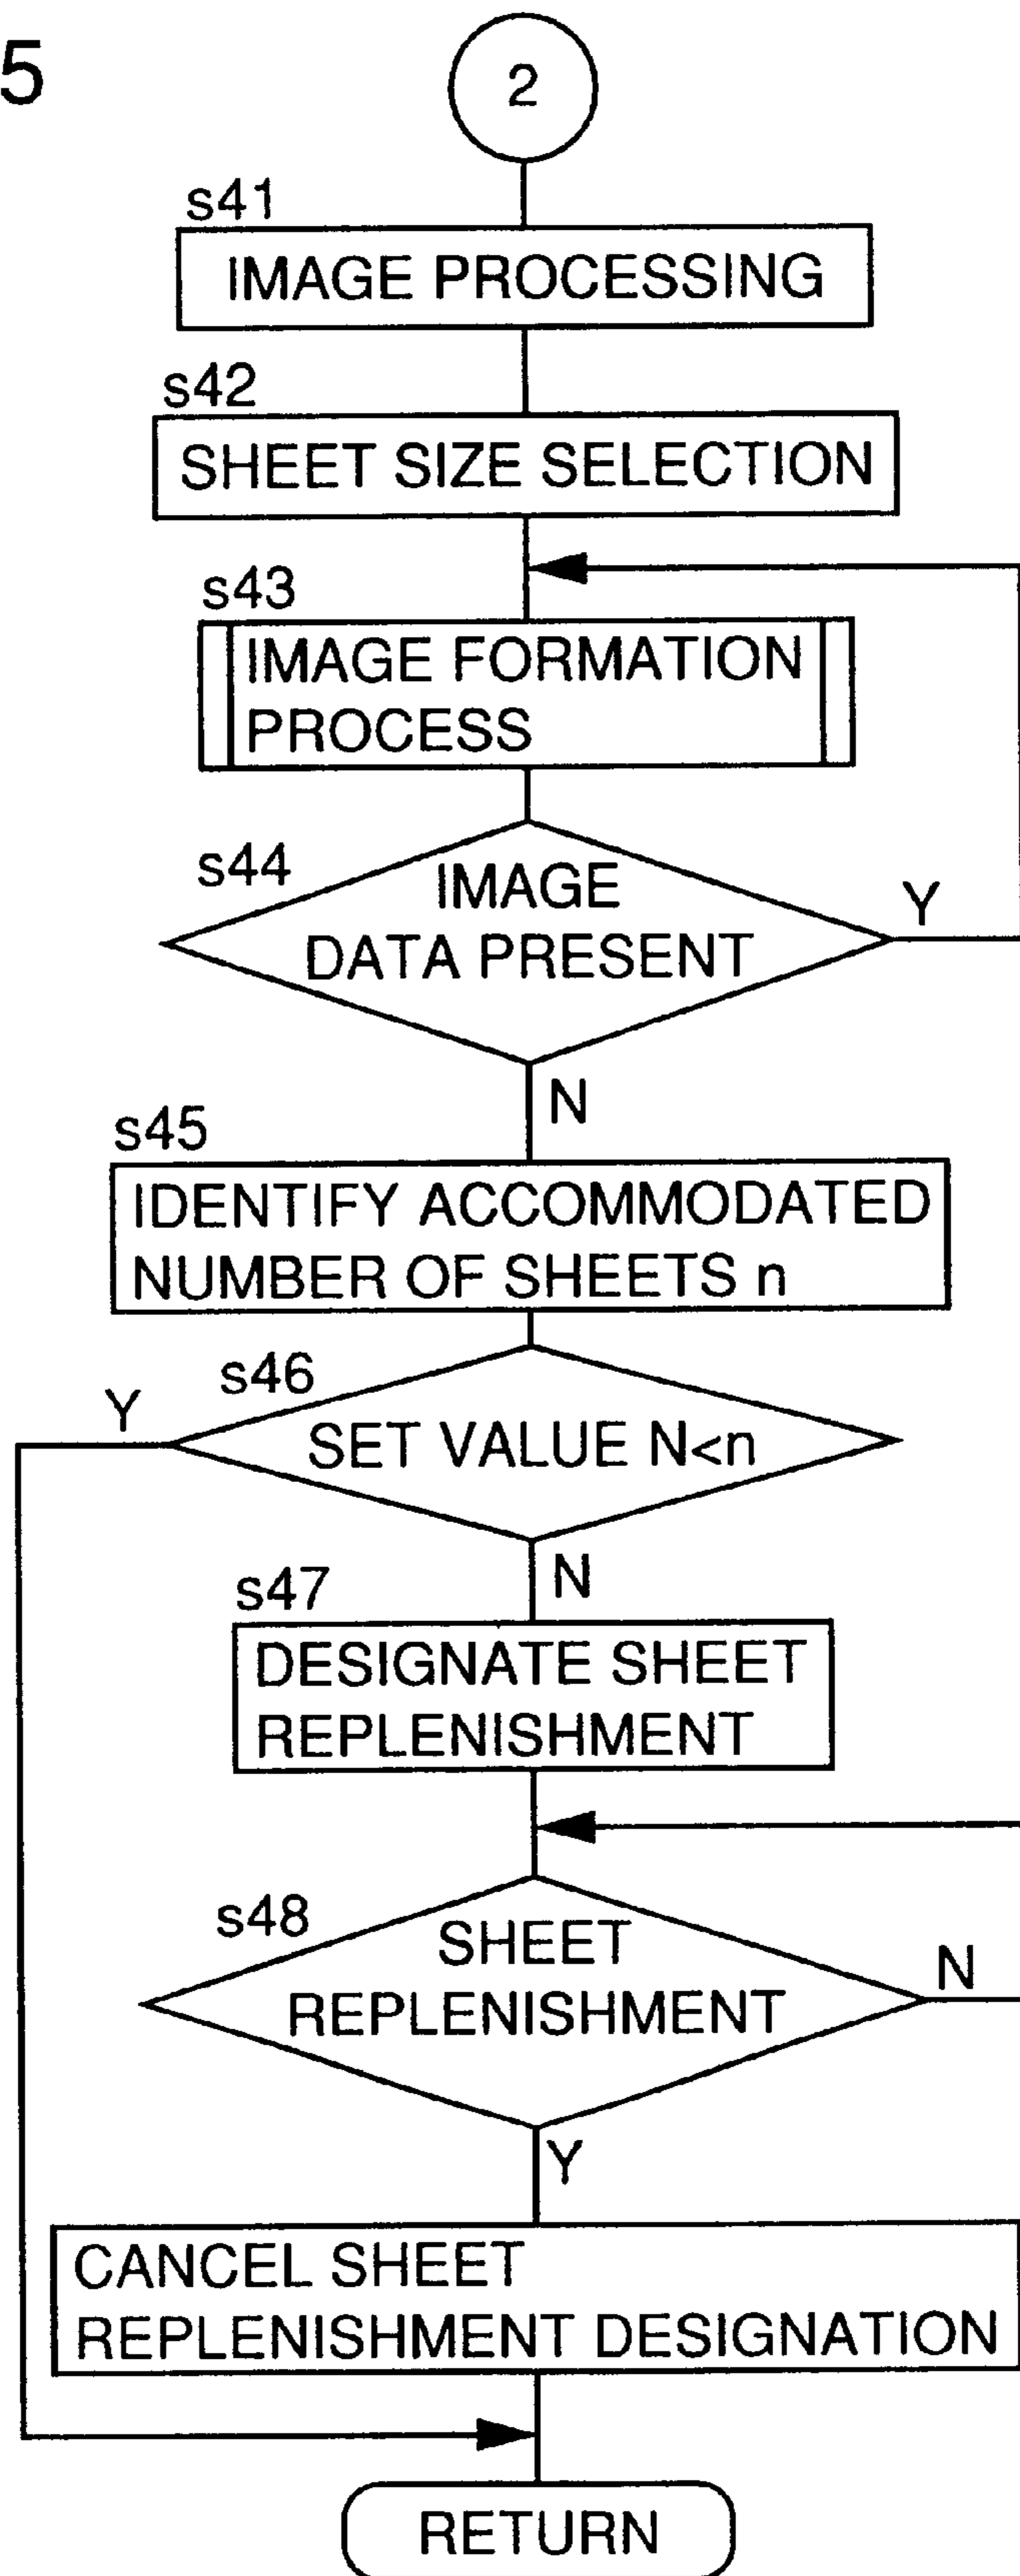 5
2
s41
IMAGE PROCESSING
s42
SHEET SIZE SELECTION
s43
IMAGE FORMATION
PROCESS
s44
IMAGE
DATA PRESENT
Y
N
s45
IDENTIFY ACCOMMODATED
NUMBER OF SHEETS n
s46
Y
SET VALUE N<n
N
s47
DESIGNATE SHEET
REPLENISHMENT
s48
SHEET
REPLENISHMENT
N
Y
CANCEL SHEET
REPLENISHMENT DESIGNATION
RETURN